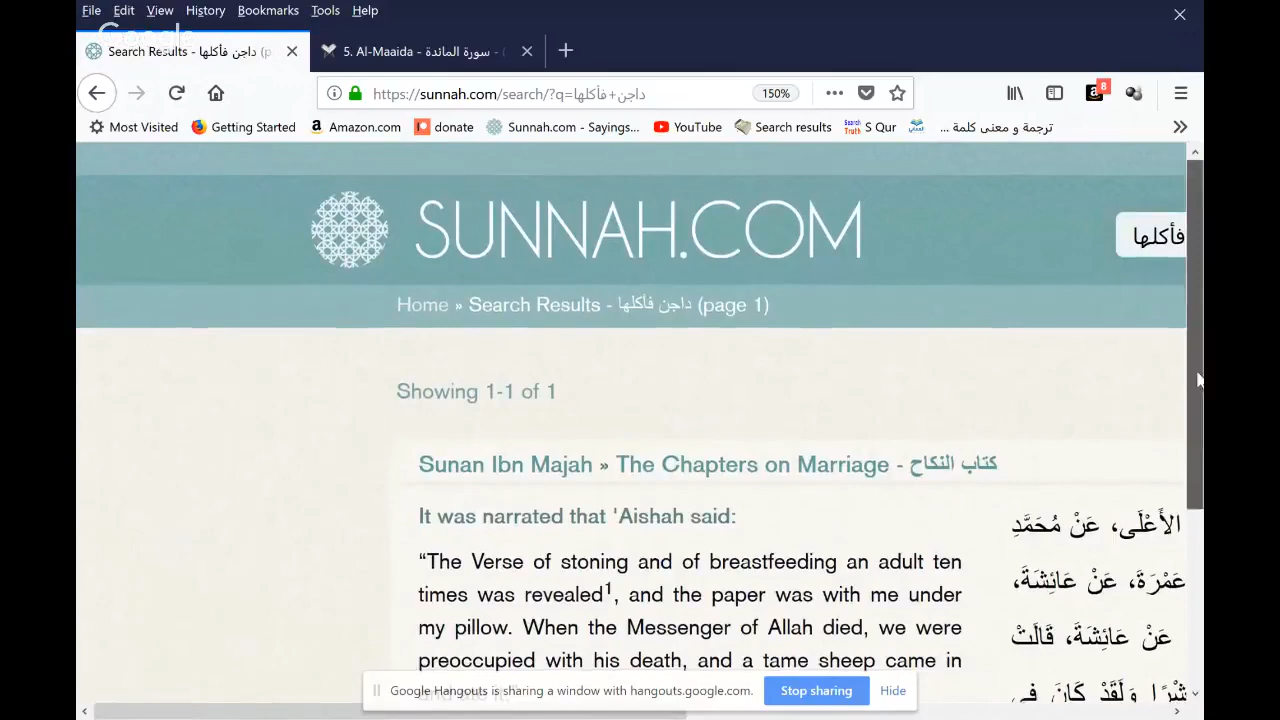 File Edit View History Bookmarks Tools Help
Google
Search Results - داجن فأكلها (p
5. Al-Maaida - سورة المائدة - (
https://sunnah.com/search/?q=داجن+فأكلها
150%
8
Most Visited Getting Started Amazon.com donate Sunnah.com - Sayings... YouTube Search results S Qur ترجمة و معنى كلمة ...
SUNNAH.COM
فأكلها
Home » Search Results - داجن فأكلها (page 1)
Showing 1-1 of 1
Sunan Ibn Majah » The Chapters on Marriage - كتاب النكاح
It was narrated that 'Aishah said:
الأَعْلَى، عَنْ مُحَمَّدِ
“The Verse of stoning and of breastfeeding an adult ten
عَمْرَةَ، عَنْ عَائِشَةَ،
times was revealed1, and the paper was with me under
my pillow. When the Messenger of Allah died, we were
عَنْ عَائِشَةَ، قَالَتْ
preoccupied with his death, and a tame sheep came in
شْرًا وَلَقَدْ كَانَ فِي
Google Hangouts is sharing a window with hangouts.google.com. Stop sharing Hide